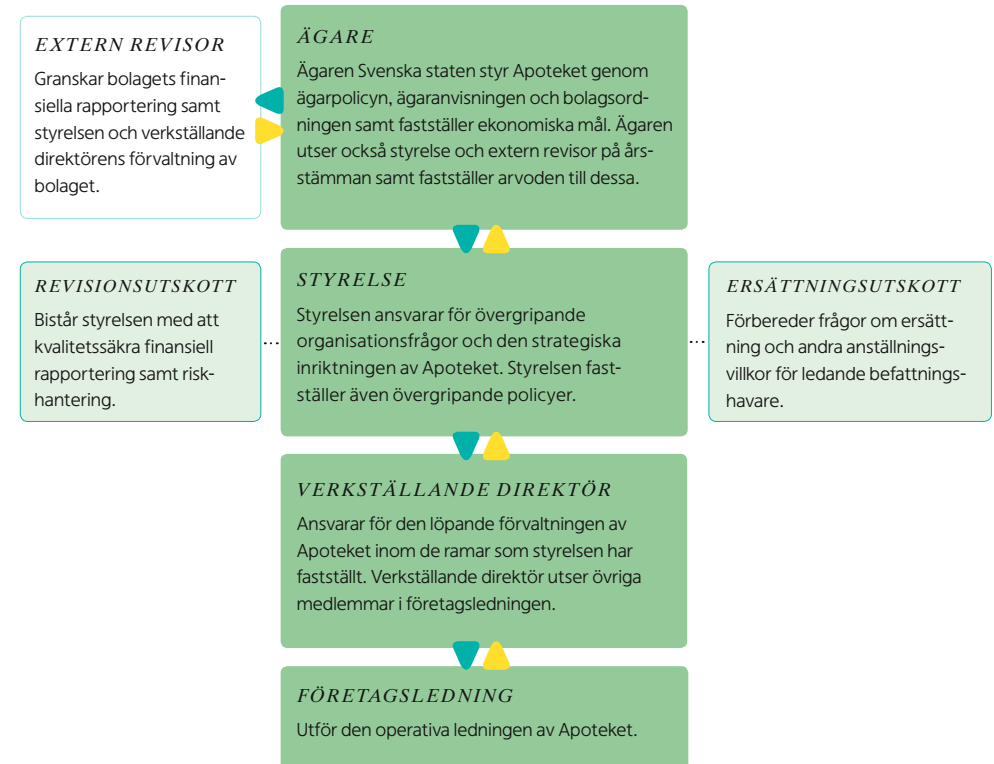 EXTERN REVISOR
Granskar bolagets finan-
siella rapportering samt
styrelsen och verkställande
direktörens förvaltning av
bolaget.
ÄGARE
Ägaren Svenska staten styr Apoteket genom
ägarpolicyn, ägaranvisningen och bolagsord-
ningen samt fastställer ekonomiska mål. Ägaren
utser också styrelse och extern revisor på års-
stämman samt fastställer arvoden till dessa.
REVISIONSUTSKOTT
Bistår styrelsen med att
kvalitetssäkra finansiell
rapportering samt risk-
hantering.
STYRELSE
Styrelsen ansvarar för övergripande
organisationsfrågor och den strategiska
inriktningen av Apoteket. Styrelsen fast-
ställer även övergripande policyer.
ERSÄTTNINGSUTSKOTT
Förbereder frågor om ersätt-
ning och andra anställnings-
villkor för ledande befattnings-
havare.
VERKSTÄLLANDE DIREKTÖR
Ansvarar för den löpande förvaltningen av
Apoteket inom de ramar som styrelsen har
fastställt. Verkställande direktör utser övriga
medlemmar i företagsledningen.
FÖRETAGSLEDNING
Utför den operativa ledningen av Apoteket.